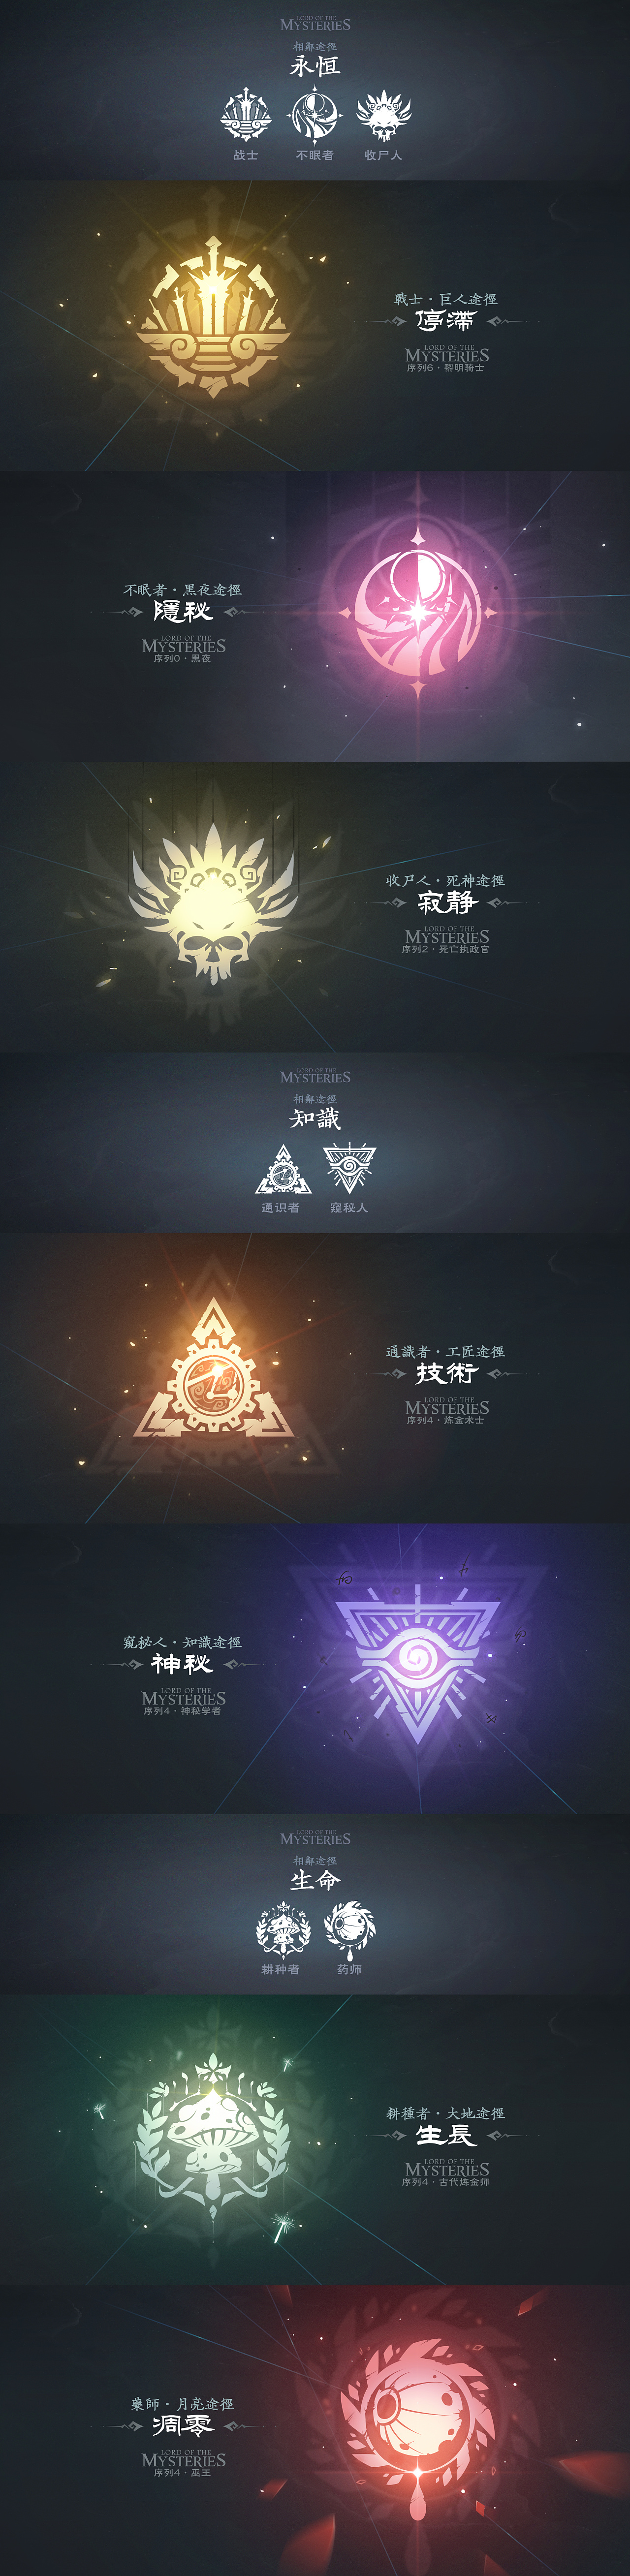 LORD OF THE
MYSTERIES
相鄰途徑
永恒
战士 不眠者 收尸人
戰士·巨人途徑
停滯
LORD OF THE
MYSTERIES
序列6·黎明骑士
不眠者·黑夜途徑
隱秘
LORD OF THE
MYSTERIES
序列0·黑夜
收尸人·死神途徑
寂静
LORD OF THE
MYSTERIES
序列2·死亡执政官
LORD OF THE
MYSTERIES
相鄰途徑
知識
通识者 窥秘人
通識者·工匠途徑
技術
LORD OF THE
MYSTERIES
序列4·炼金术士
窺秘人·知識途徑
神秘
LORD OF THE
MYSTERIES
序列4·神秘学者
LORD OF THE
MYSTERIES
相鄰途徑
生命
耕种者 药师
耕種者·大地途徑
生長
LORD OF THE
MYSTERIES
序列4·古代炼金师
藥師·月亮途徑
凋零
LORD OF THE
MYSTERIES
序列4·巫王